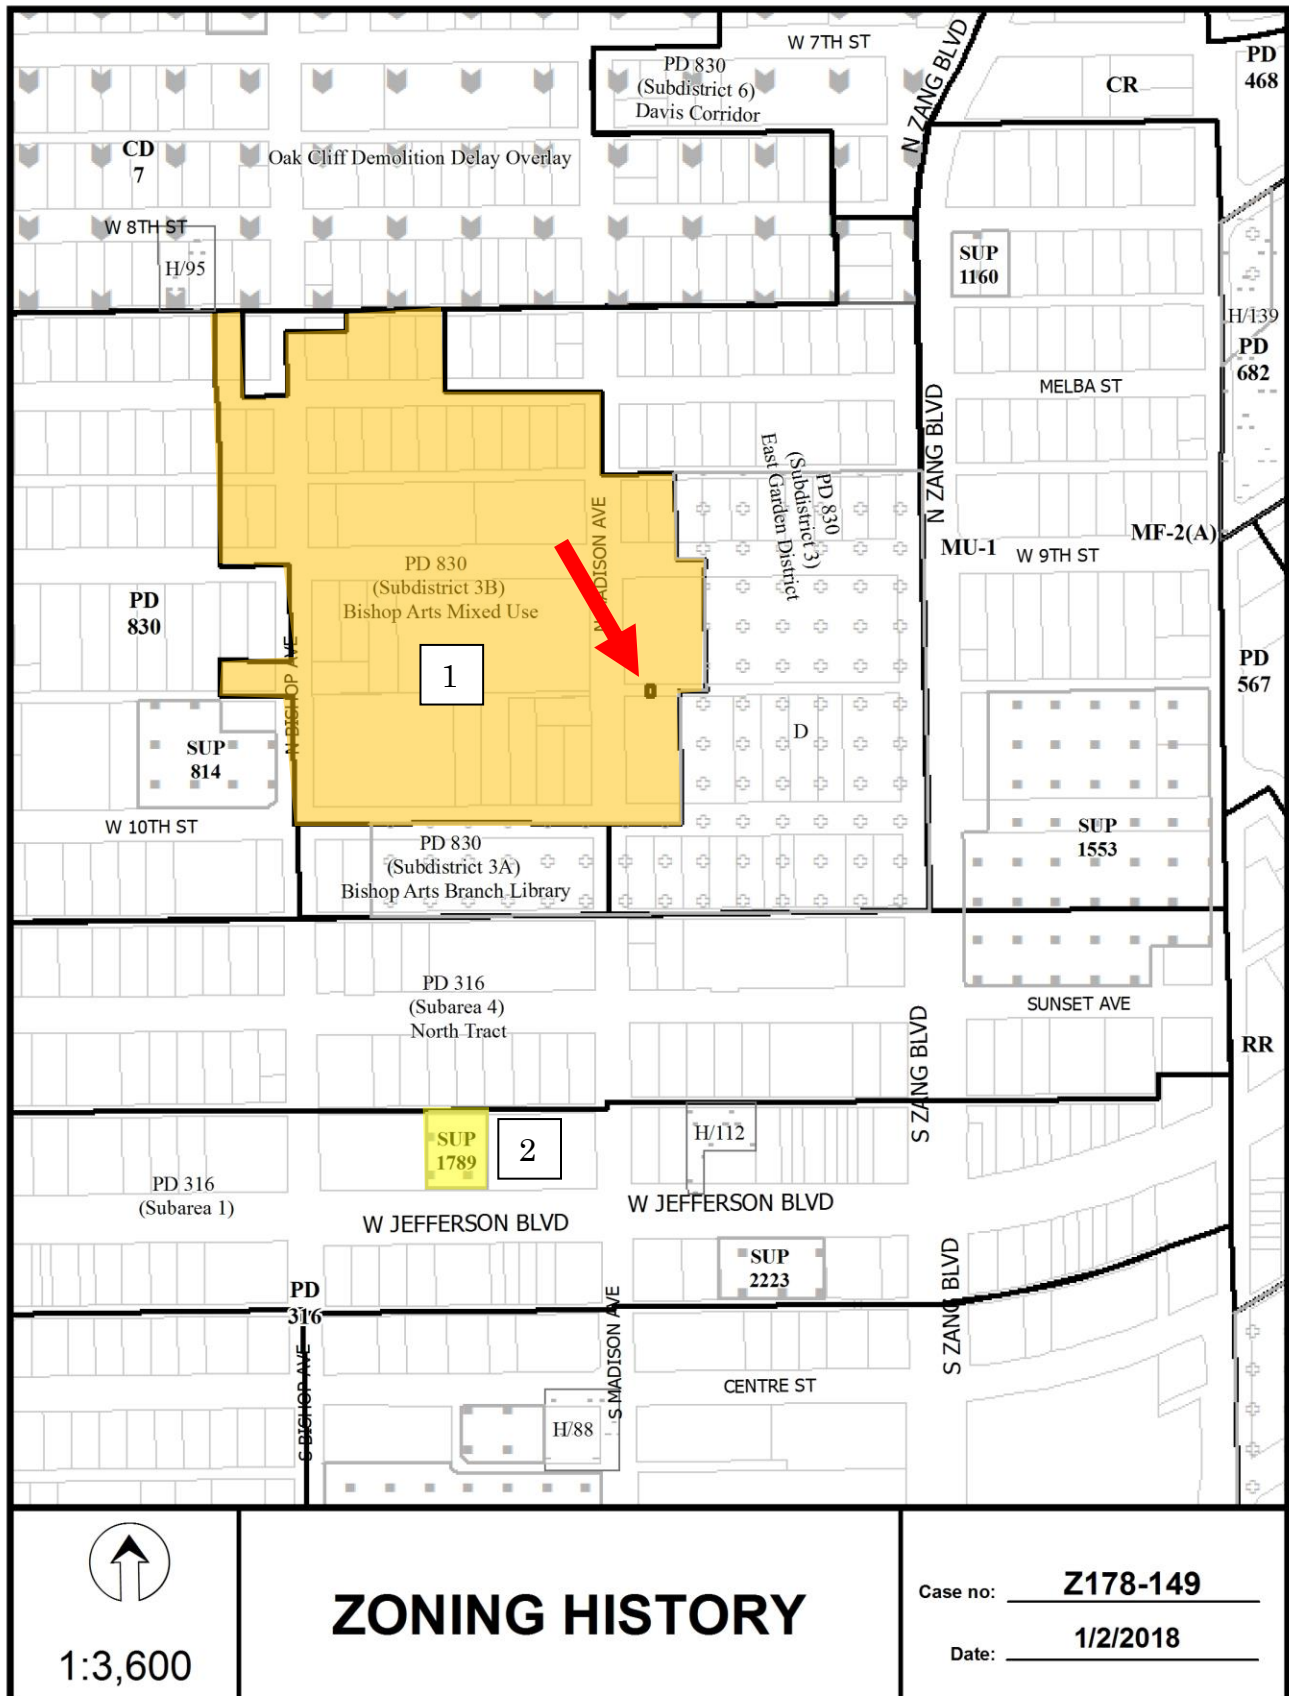 W 7TH ST
N ZANG BLVD
PD
468
PD 830
(Subdistrict 6)
Davis Corridor
CR
CD
7
Oak Cliff Demolition Delay Overlay
W 8TH ST
H/95
SUP
1160
H/139
PD
682
MELBA ST
N ZANG BLVD
PD 830
(Subdistrict 3)
East Garden District
N MADISON AVE
MU-1
MF-2(A)
W 9TH ST
PD 830
(Subdistrict 3B)
Bishop Arts Mixed Use
PD
830
1
PD
567
N BISHOP AVE
SUP
814
D
W 10TH ST
SUP
1553
PD 830
(Subdistrict 3A)
Bishop Arts Branch Library
PD 316
(Subarea 4)
North Tract
SUNSET AVE
S ZANG BLVD
RR
SUP
1789
2
H/112
PD 316
(Subarea 1)
W JEFFERSON BLVD
W JEFFERSON BLVD
SUP
2223
S ZANG BLVD
PD
316
S MADISON AVE
S BISHOP AVE
CENTRE ST
H/88
1:3,600
ZONING HISTORY
Case no: Z178-149
Date: 1/2/2018